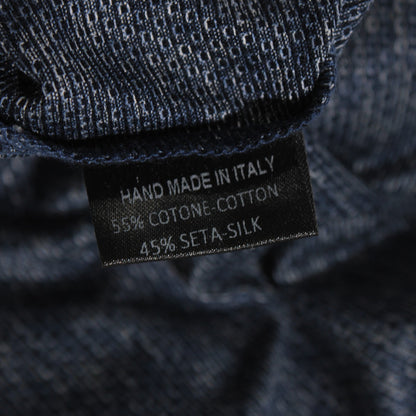 HAND MADE IN ITALY
55% COTONE-COTTON
45% SETA-SILK